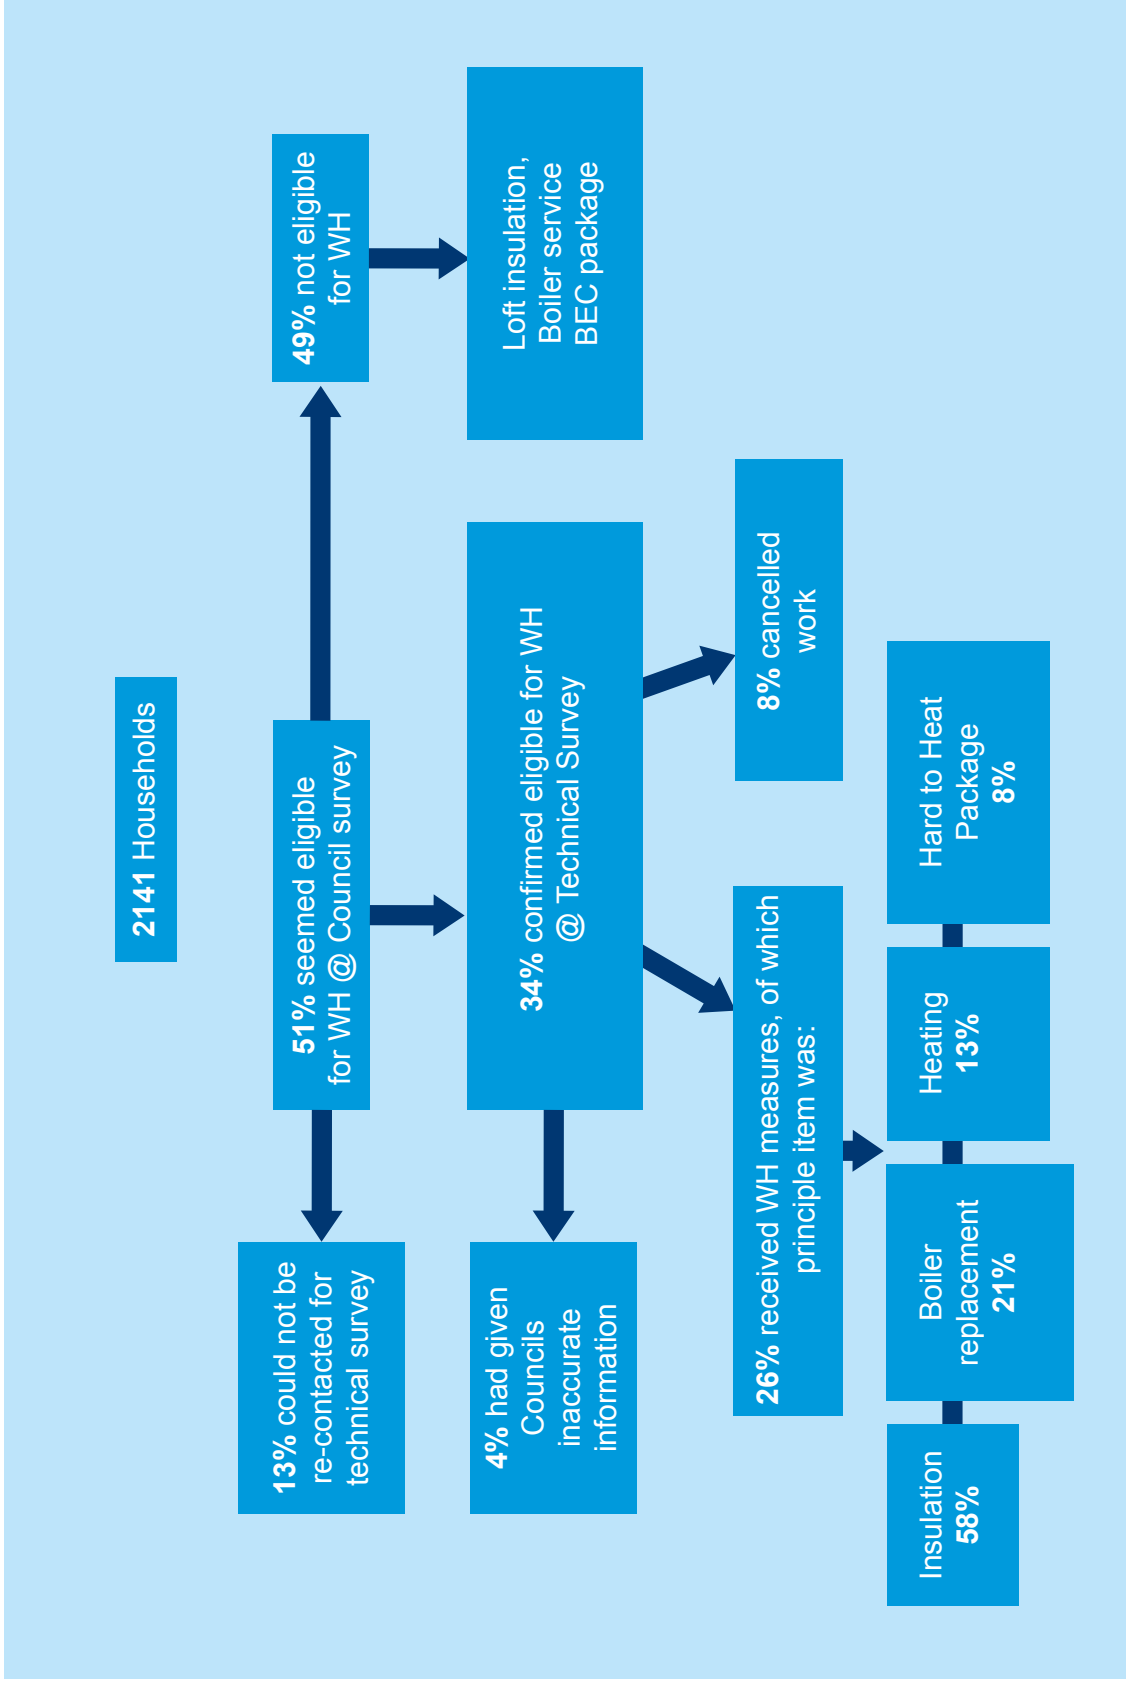 2141 Households
51% seemed eligible
for WH @ Council survey
49% not eligible
for WH
13% could not be
re-contacted for
technical survey
34% confirmed eligible for WH
@ Technical Survey
Loft insulation,
Boiler service
BEC package
4% had given
Councils
inaccurate
information
26% received WH measures, of which
principle item was:
8% cancelled
work
Insulation
58%
Boiler
replacement
21%
Heating
13%
Hard to Heat
Package
8%